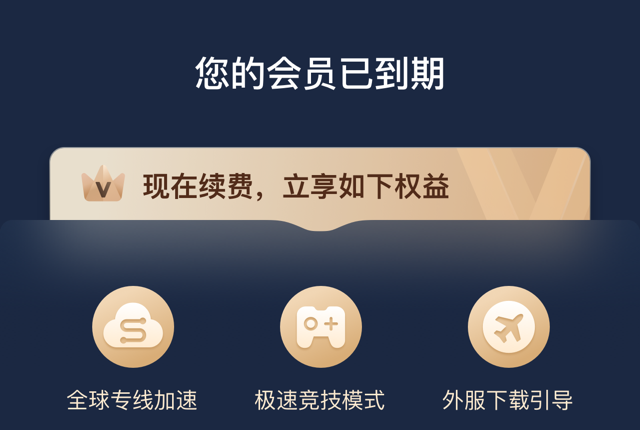 您的会员已到期
V
现在续费，立享如下权益
全球专线加速
极速竞技模式
外服下载引导